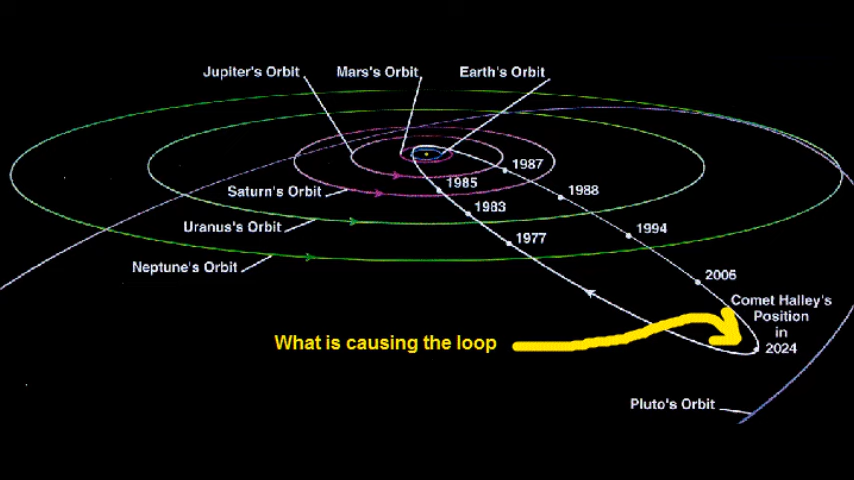 Jupiter's Orbit
Mars's Orbit
Earth's Orbit
1987
1985
Saturn's Orbit
1988
1983
Uranus's Orbit
1994
1977
Neptune's Orbit
2005
Comet Halley's
Position
in
2024
What is causing the loop
Pluto's Orbit